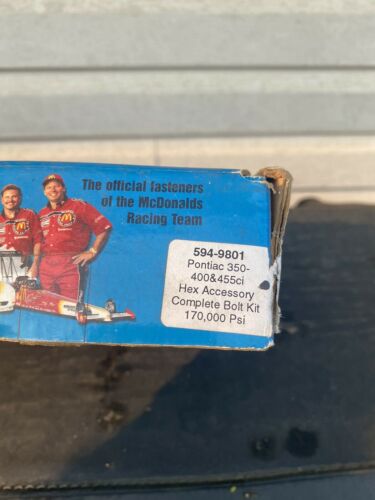 The official fasteners
of the McDonalds
Racing Team
594-9801
Pontiac 350-
400&455ci
Hex Accessory
Complete Bolt Kit
170,000 Psi